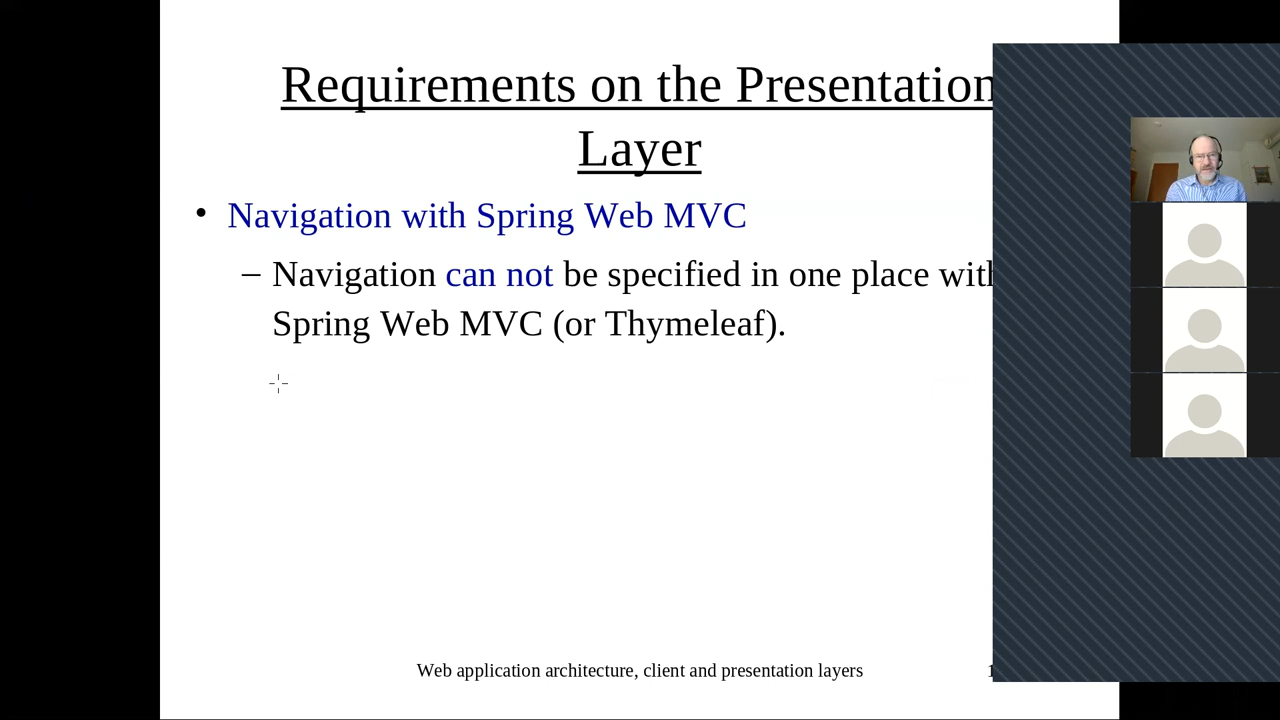 Requirements on the Presentation
Layer
• Navigation with Spring Web MVC
– Navigation can not be specified in one place with
Spring Web MVC (or Thymeleaf).
Web application architecture, client and presentation layers